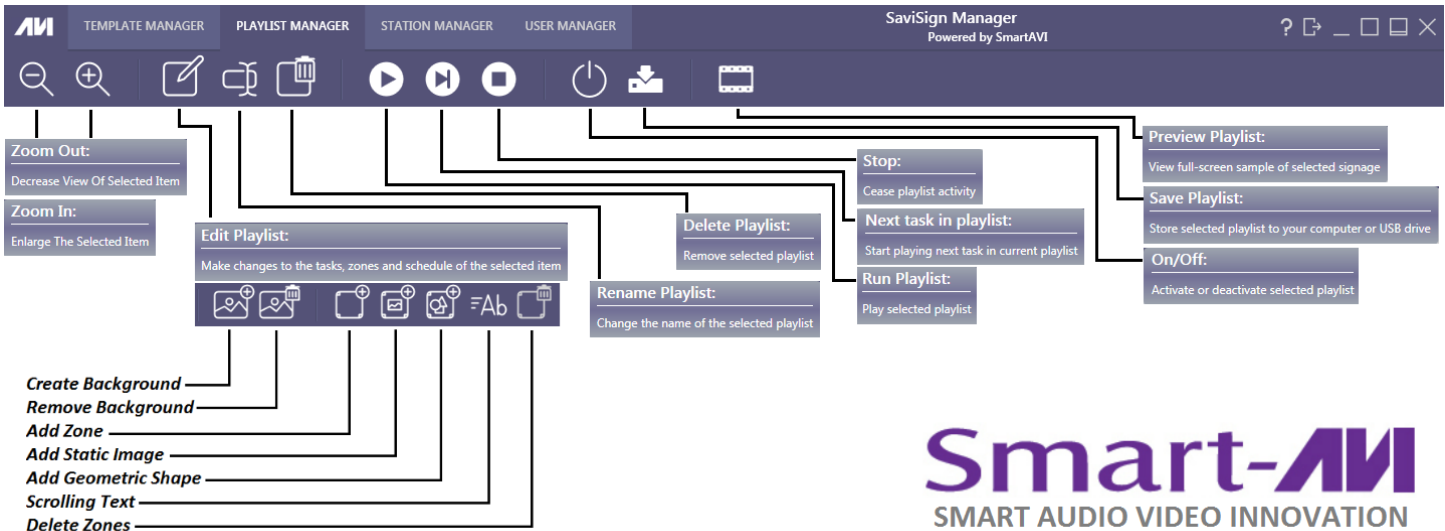 AVI TEMPLATE MANAGER PLAYLIST MANAGER STATION MANAGER USER MANAGER
SaviSign Manager
Powered by SmartAVI
?
Zoom Out:
Decrease View Of Selected Item
Zoom In:
Enlarge The Selected Item
Edit Playlist:
Make changes to the tasks, zones and schedule of the selected item
Ab
Rename Playlist:
Change the name of the selected playlist
Delete Playlist:
Remove selected playlist
Stop:
Cease playlist activity
Next task in playlist:
Start playing next task in current playlist
Run Playlist:
Play selected playlist
Preview Playlist:
View full-screen sample of selected signage
Save Playlist:
Store selected playlist to your computer or USB drive
On/Off:
Activate or deactivate selected playlist
Create Background
Remove Background
Add Zone
Add Static Image
Add Geometric Shape
Scrolling Text
Delete Zones
Smart-AVI
SMART AUDIO VIDEO INNOVATION